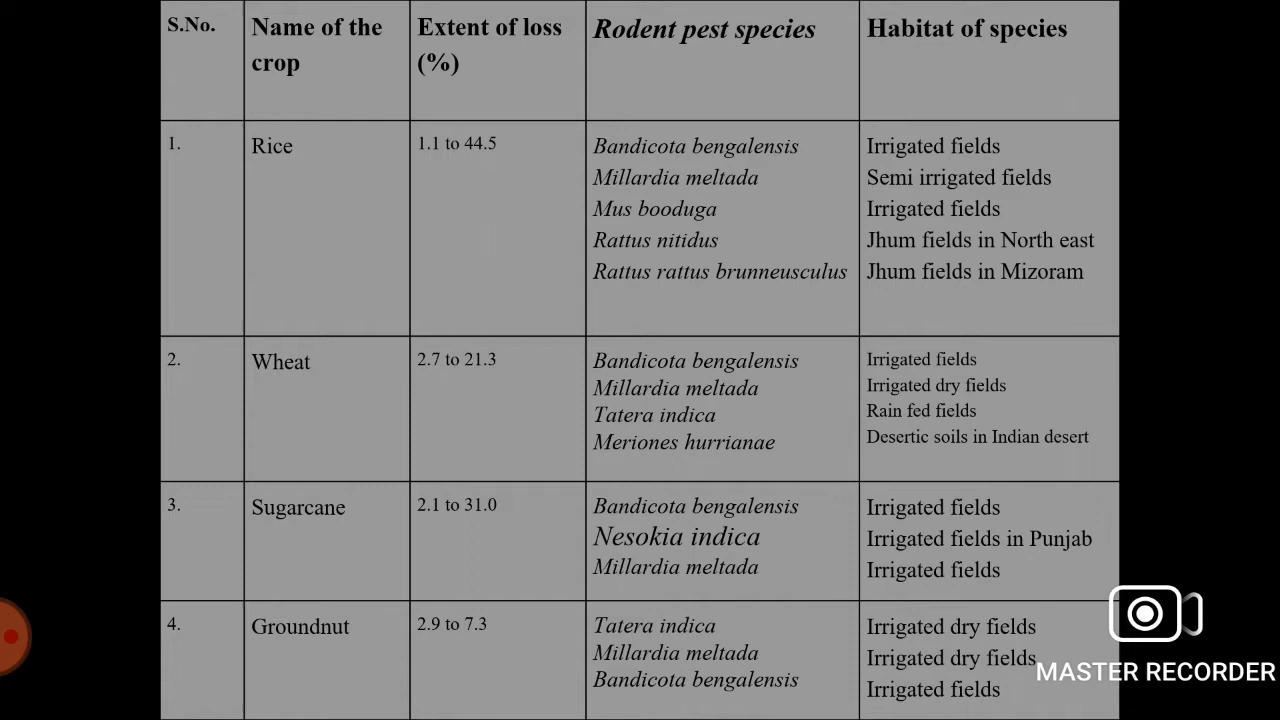 S.No. Name of the crop Extent of loss (%) Rodent pest species Habitat of species
1. Rice 1.1 to 44.5 Bandicota bengalensis Irrigated fields
Millardia meltada Semi irrigated fields
Mus booduga Irrigated fields
Rattus nitidus Jhum fields in North east
Rattus rattus brunneusculus Jhum fields in Mizoram
2. Wheat 2.7 to 21.3 Bandicota bengalensis Irrigated fields
Millardia meltada Irrigated dry fields
Tatera indica Rain fed fields
Meriones hurrianae Desertic soils in Indian desert
3. Sugarcane 2.1 to 31.0 Bandicota bengalensis Irrigated fields
Nesokia indica Irrigated fields in Punjab
Millardia meltada Irrigated fields
4. Groundnut 2.9 to 7.3 Tatera indica Irrigated dry fields
Millardia meltada Irrigated dry fields
Bandicota bengalensis Irrigated fields
MASTER RECORDER